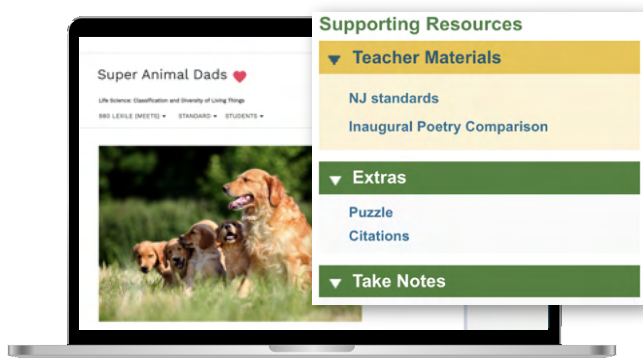 Super Animal Dads
Life Science: Classification and Diversity of Living Things
980 LEXILE (MEETS) STANDARD STUDENTS
Supporting Resources
Teacher Materials
NJ standards
Inaugural Poetry Comparison
Extras
Puzzle
Citations
Take Notes